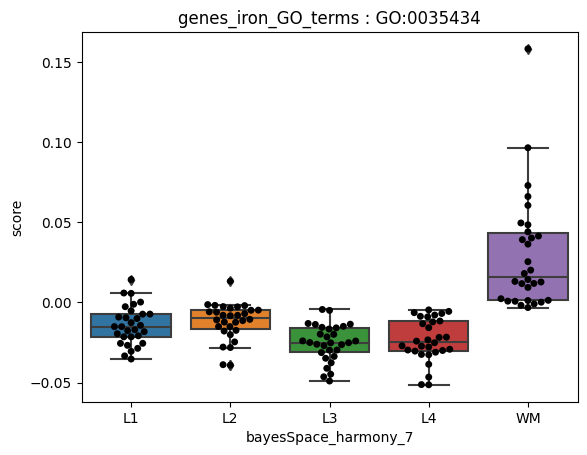 genes_iron_GO_terms : GO:0035434
0.15
0.10
0.05
0.00
−0.05
score
L1 L2 L3 L4 WM
bayesSpace_harmony_7